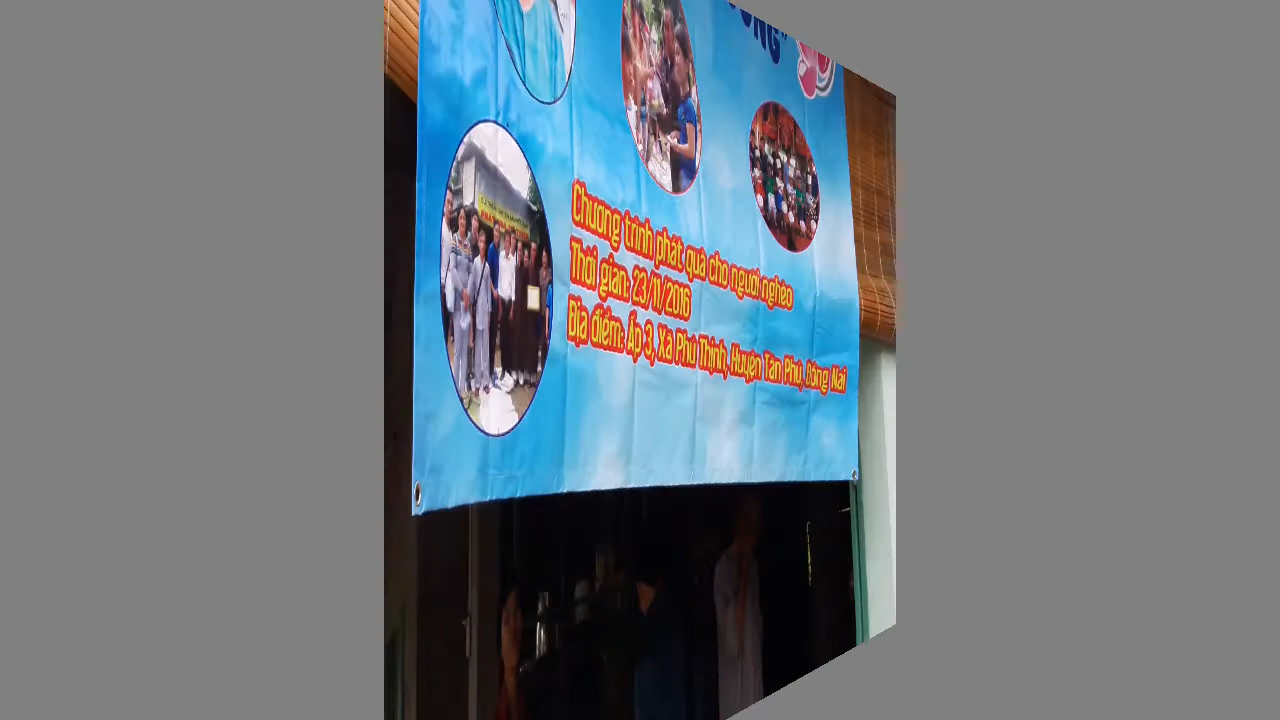 Chương trình phát quà cho người nghèo
Thời gian: 23/11/2016
Địa điểm: Ấp 3, Xã Phú Thịnh, Huyện Tân Phú, Đồng Nai